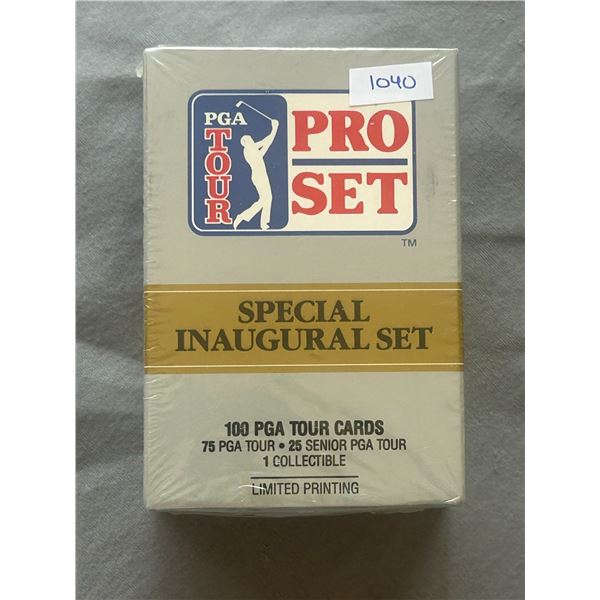 1040
PGA
TOUR
PRO
SET
TM
SPECIAL
INAUGURAL SET
100 PGA TOUR CARDS
75 PGA TOUR • 25 SENIOR PGA TOUR
1 COLLECTIBLE
LIMITED PRINTING